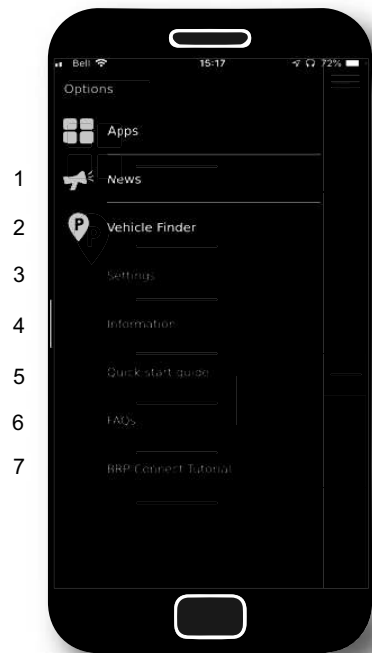 Bell 15:17 72%
Options
Apps
1 News
2 P Vehicle Finder
3 Settings
4 Information
5 Quick start guide
6 FAQs
7 BRP Connect Tutorial